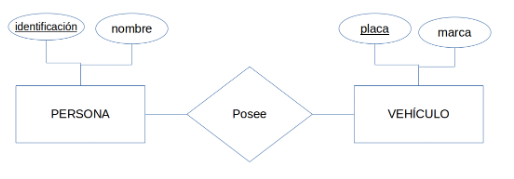 identificación
nombre
placa
marca
PERSONA
Posee
VEHÍCULO